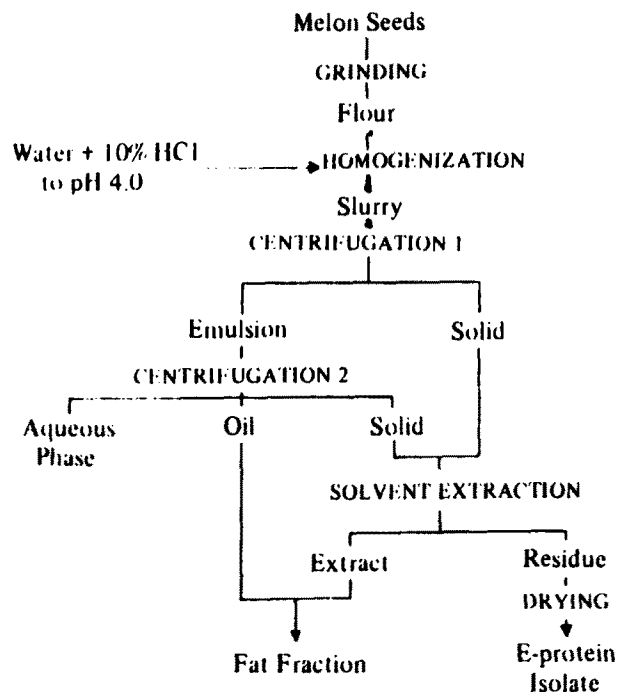 Melon Seeds
GRINDING
Flour
Water + 10% HCl
to pH 4.0
HOMOGENIZATION
Slurry
CENTRIFUGATION 1
Emulsion
Solid
CENTRIFUGATION 2
Aqueous
Phase
Oil
Solid
SOLVENT EXTRACTION
Extract
Residue
DRYING
Fat Fraction
E-protein
Isolate